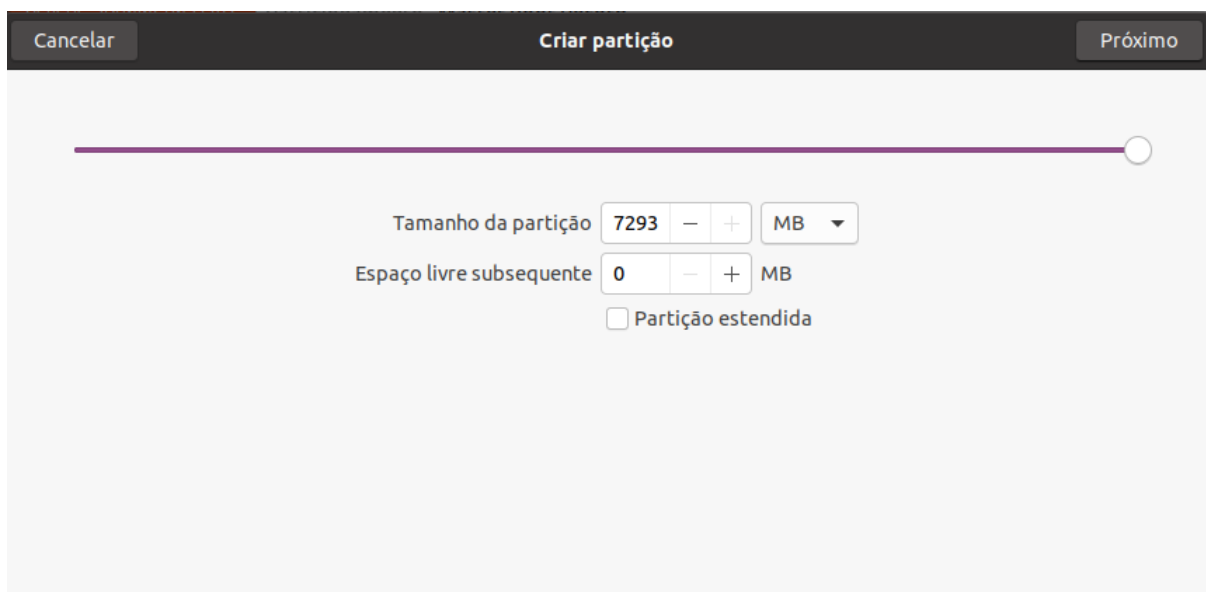 Cancelar Criar partição Próximo
Tamanho da partição 7293 − + MB
Espaço livre subsequente 0 − + MB
Partição estendida